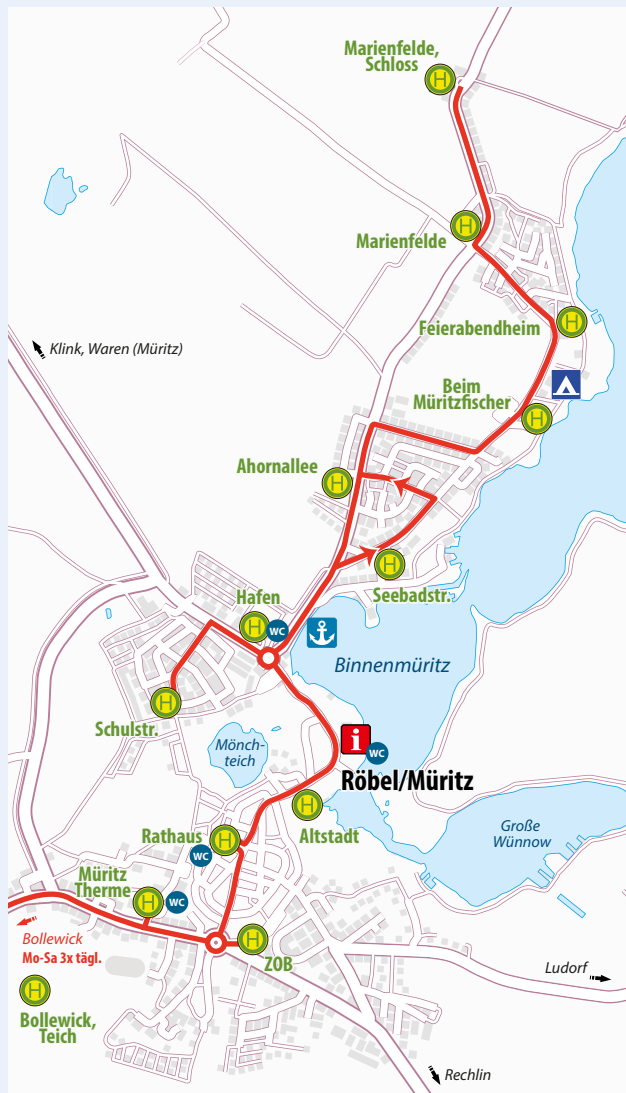 Marienfelde,
Schloss
H
Marienfelde
H
Feierabendheim
H
Klink, Waren (Müritz)
Beim
Müritzfischer
H
Ahornallee
H
H
Seebadstr.
Hafen
H
WC
Binnenmüritz
H
Schulstr.
Mönch-
teich
i
WC
Röbel/Müritz
H
Altstadt
Rathaus
H
WC
Große
Wünnow
Müritz
Therme
H
WC
H
ZOB
Bollewick
Mo-Sa 3x tägl.
Ludorf
H
Bollewick,
Teich
Rechlin